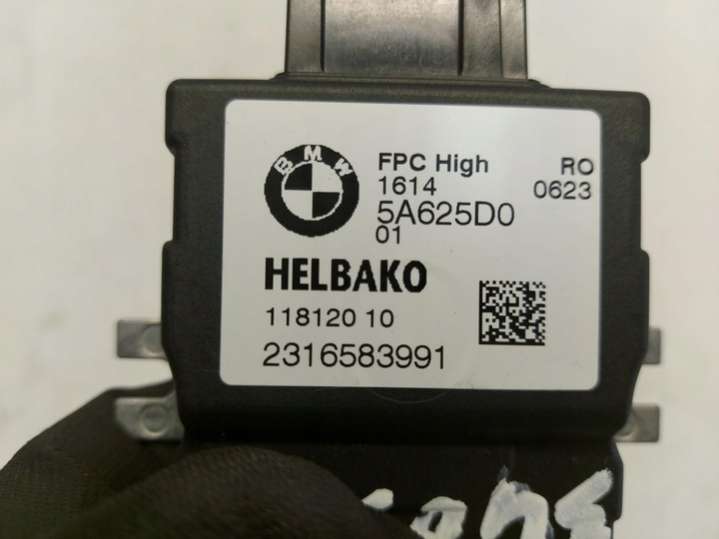 BMW
FPC High RO
1614 0623
5A625D0
01
HELBAKO
118120 10
2316583991